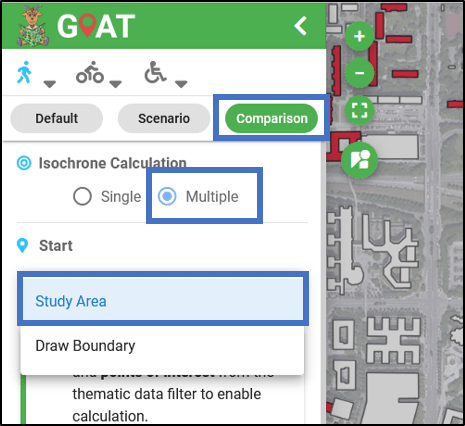 GOAT
Default Scenario Comparison
Isochrone Calculation
Single Multiple
Start
Study Area
Draw Boundary
and points of interest from the
thematic data filter to enable
calculation.